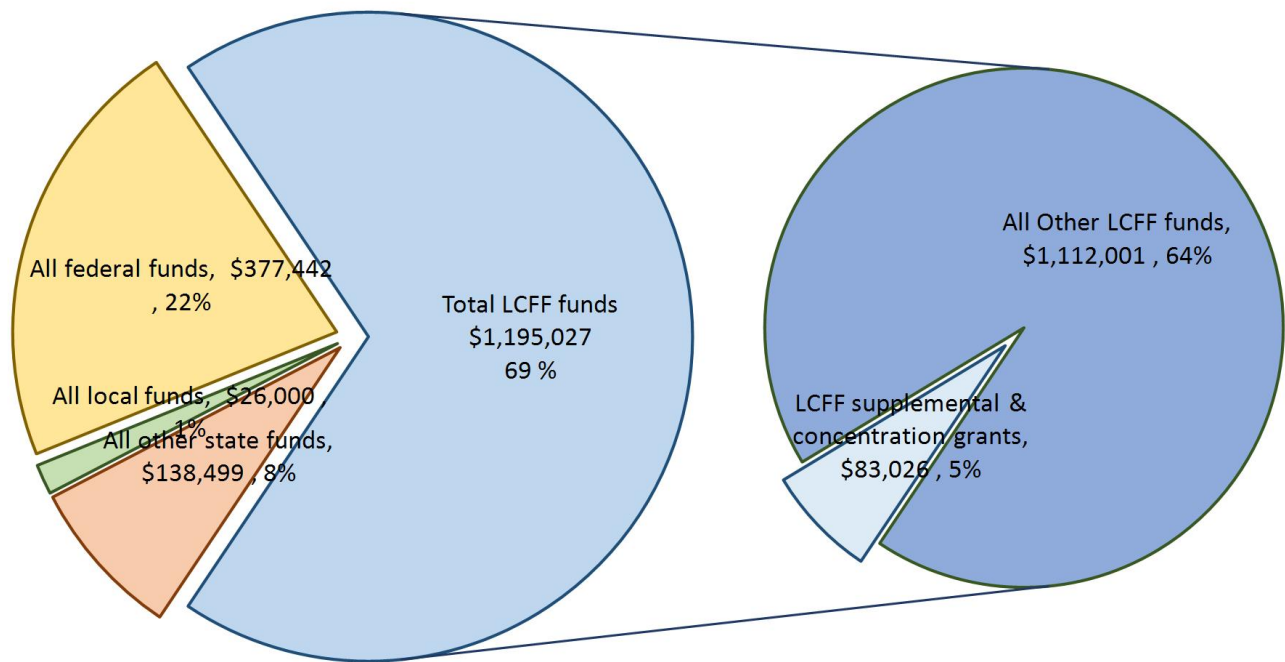 All federal funds,  $377,442
, 22%
All local funds,  $26,000 ,
1%
All other state funds,
$138,499 , 8%
Total LCFF funds
$1,195,027
69 %
All Other LCFF funds,
$1,112,001 , 64%
LCFF supplemental &
concentration grants,
$83,026 , 5%